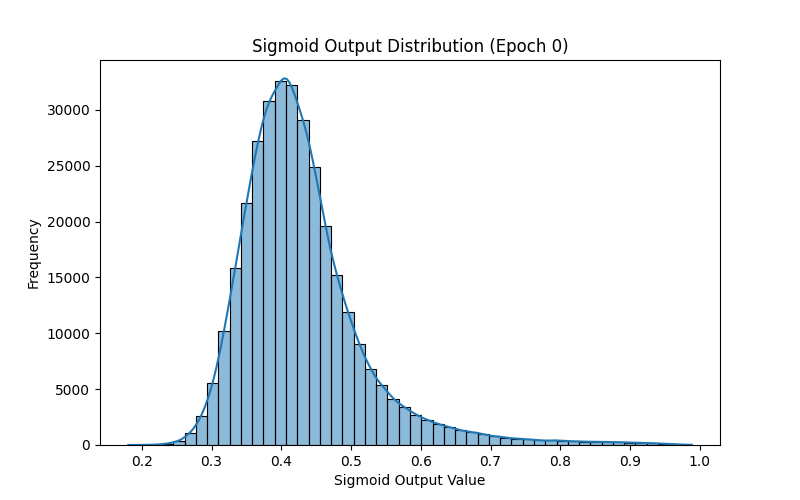 Sigmoid Output Distribution (Epoch 0)
30000
25000
20000
15000
10000
5000
0
Frequency
0.2 0.3 0.4 0.5 0.6 0.7 0.8 0.9 1.0
Sigmoid Output Value